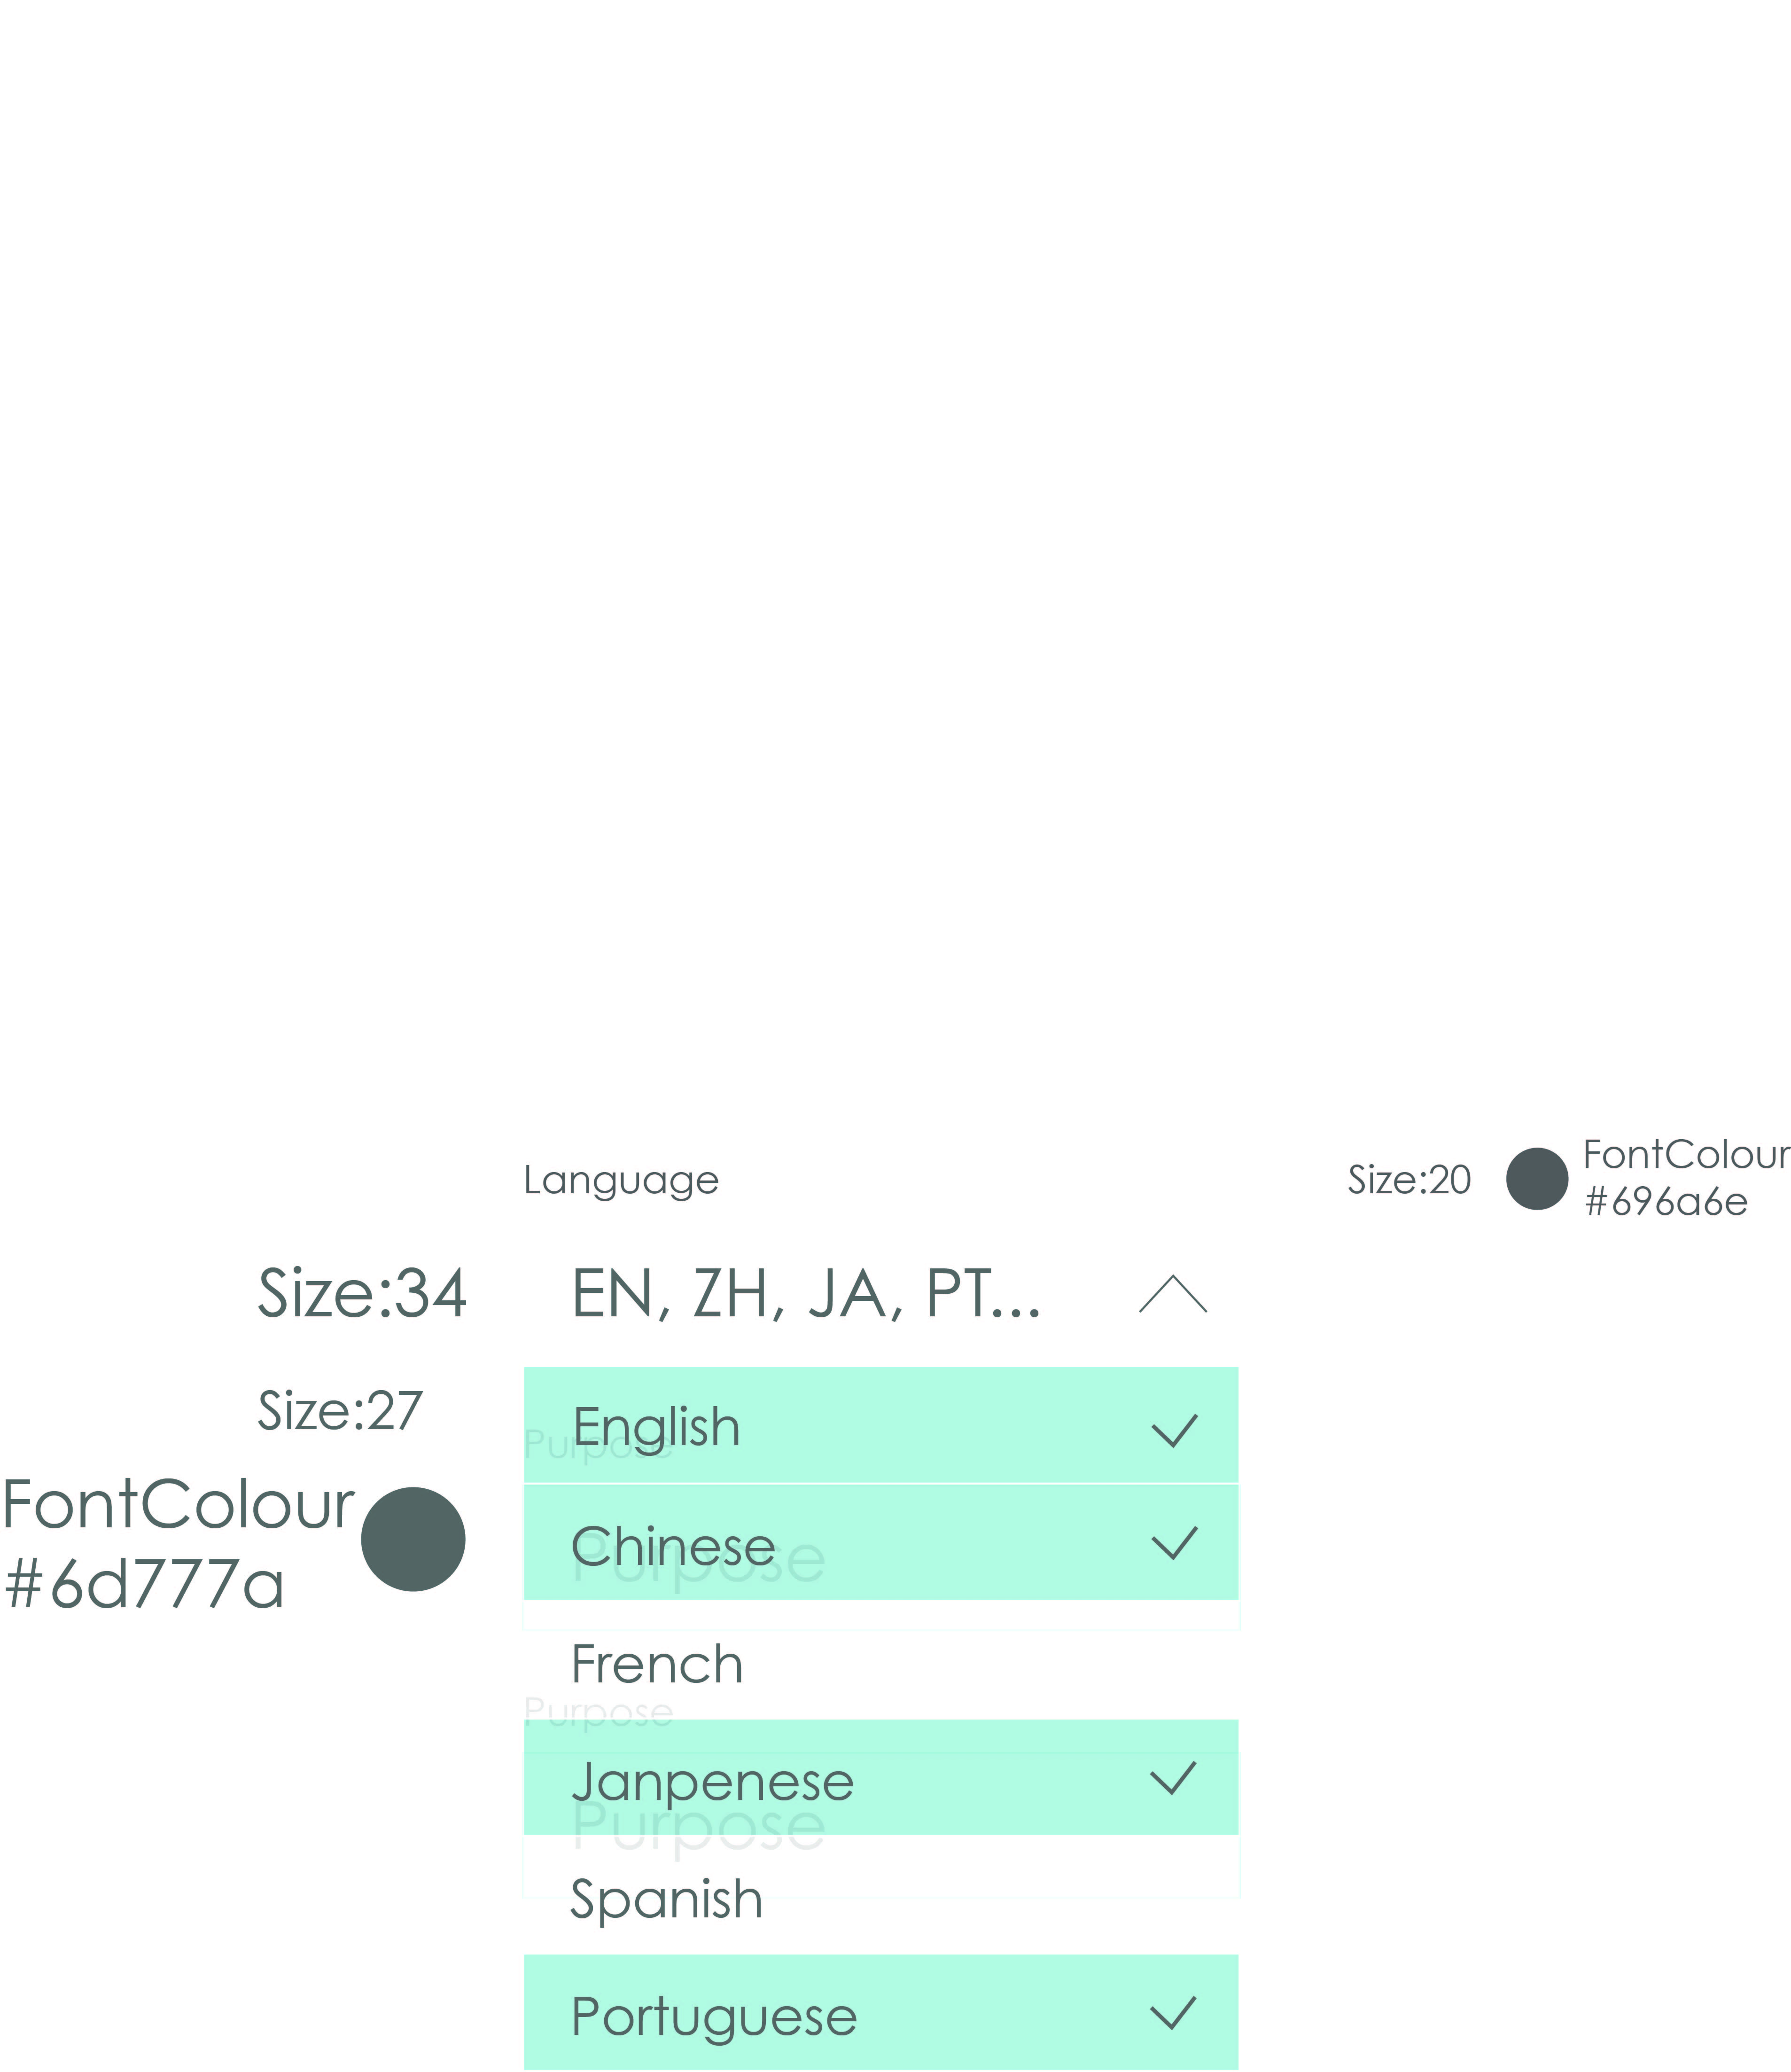 Language
Size:20
FontColour
#696a6e
Size:34
EN, ZH, JA, PT...
Size:27
English
Purpose
FontColour
#6d777a
Chinese
Purpose
French
Purpose
Janpenese
Purpose
Spanish
Portuguese